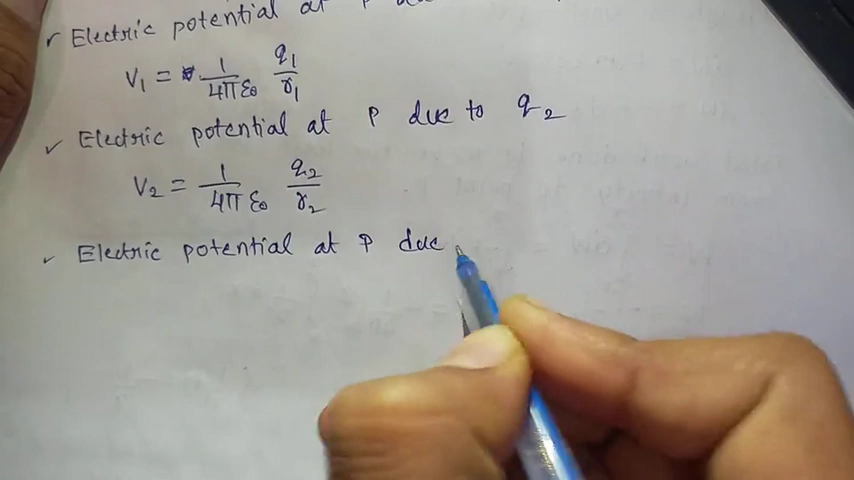 ✓ Electric potential at P
V₁ = 1/4πε₀ q₁/r₁
✓ Electric potential at P due to q₂
V₂ = 1/4πε₀ q₂/r₂
✓ Electric potential at P due